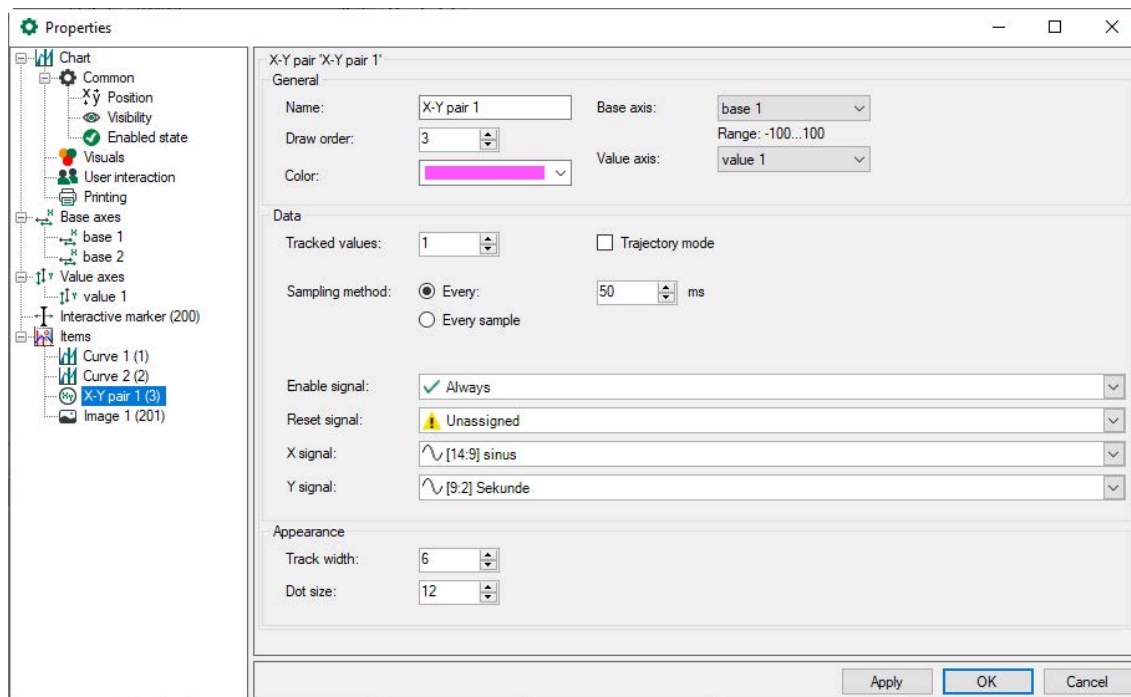 Properties
Chart
Common
Position
Visibility
Enabled state
Visuals
User interaction
Printing
Base axes
base 1
base 2
Value axes
value 1
Interactive marker (200)
Items
Curve 1 (1)
Curve 2 (2)
X-Y pair 1 (3)
Image 1 (201)
X-Y pair 'X-Y pair 1'
General
Name: X-Y pair 1 Base axis: base 1
Draw order: 3 Range: -100...100
Color: Value axis: value 1
Data
Tracked values: 1 Trajectory mode
Sampling method: Every: 50 ms
Every sample
Enable signal: Always
Reset signal: Unassigned
X signal: [14:9] sinus
Y signal: [9:2] Sekunde
Appearance
Track width: 6
Dot size: 12
Apply OK Cancel